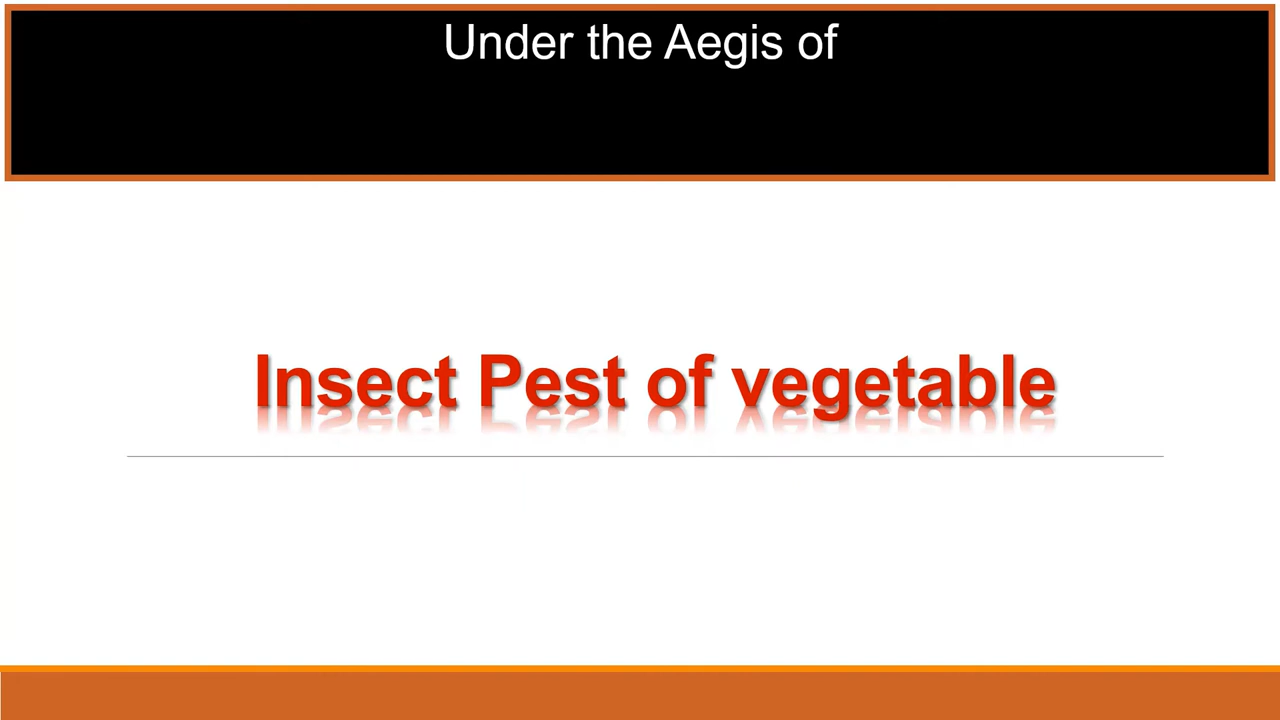 Under the Aegis of
Insect Pest of vegetable